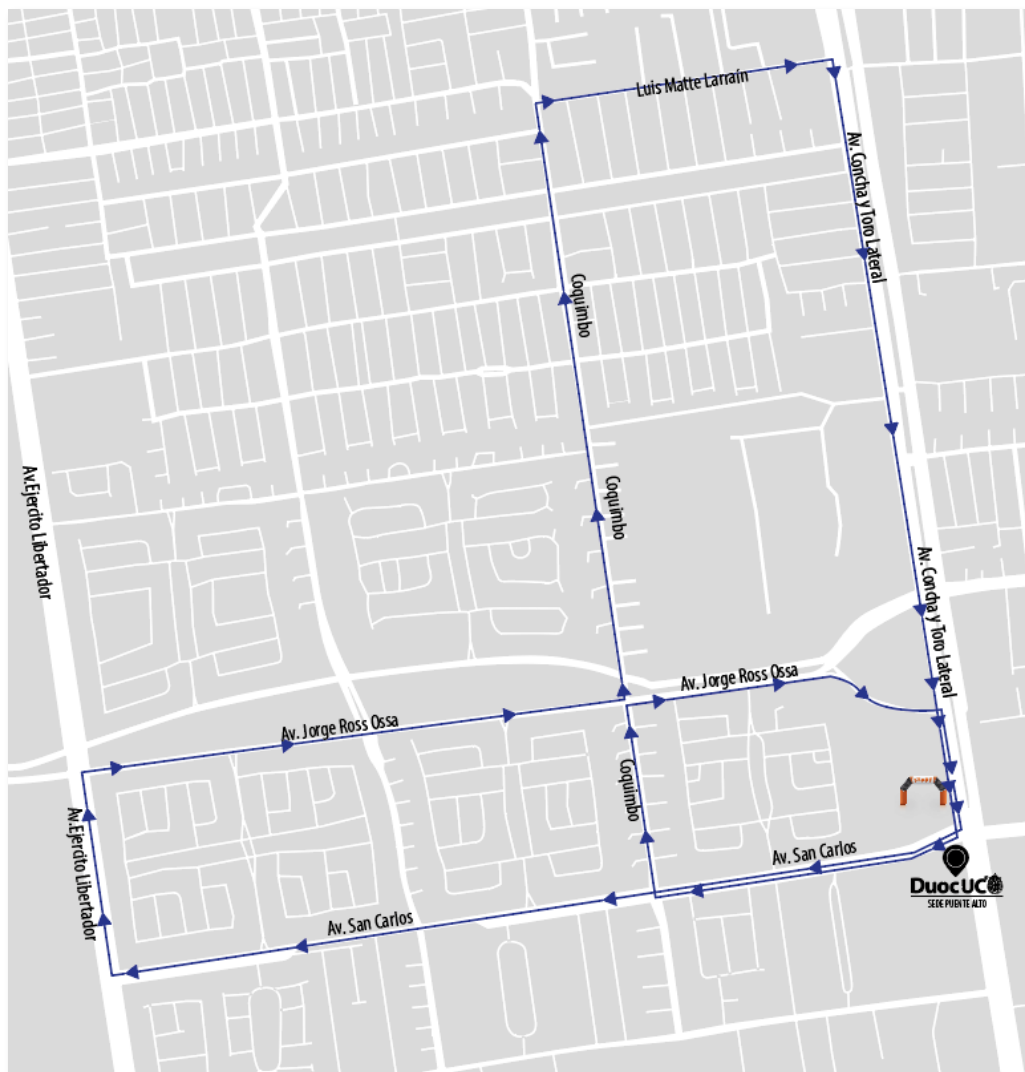 Luis Matte Larraín
Av. Concha y Toro Lateral
Coquimbo
Coquimbo
Av.Ejercito Libertador
Av. Concha y Toro Lateral
Av. Jorge Ross Ossa
Av. Jorge Ross Ossa
Coquimbo
Av.Ejercito Libertador
Av. San Carlos
Av. San Carlos
DuocUC
SEDE PUENTE ALTO